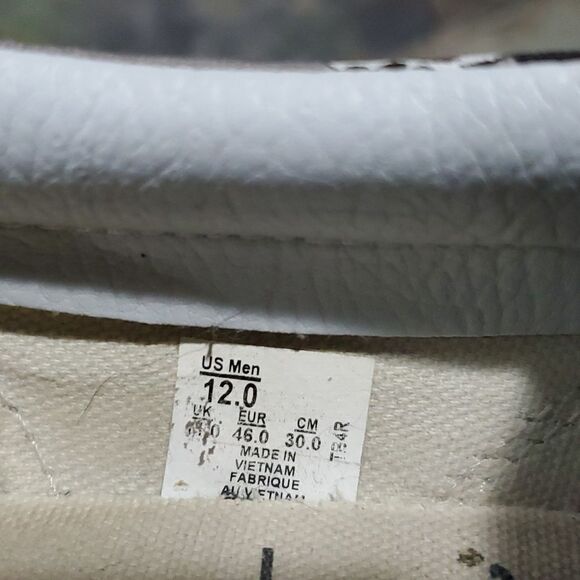 US Men
12.0
UK EUR CM
46.0 30.0
TB4R
MADE IN
VIETNAM
FABRIQUE
AU VIETNAM